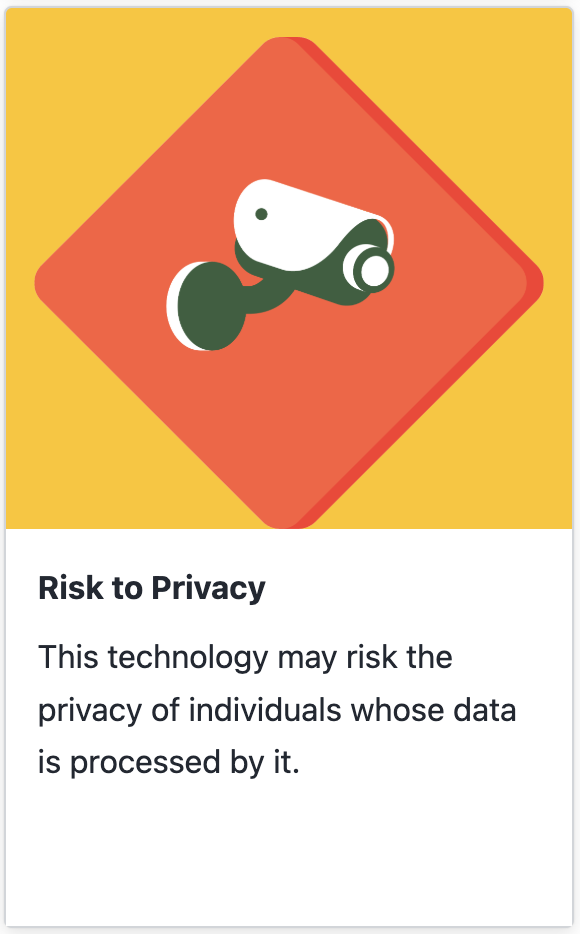 Risk to Privacy
This technology may risk the
privacy of individuals whose data
is processed by it.